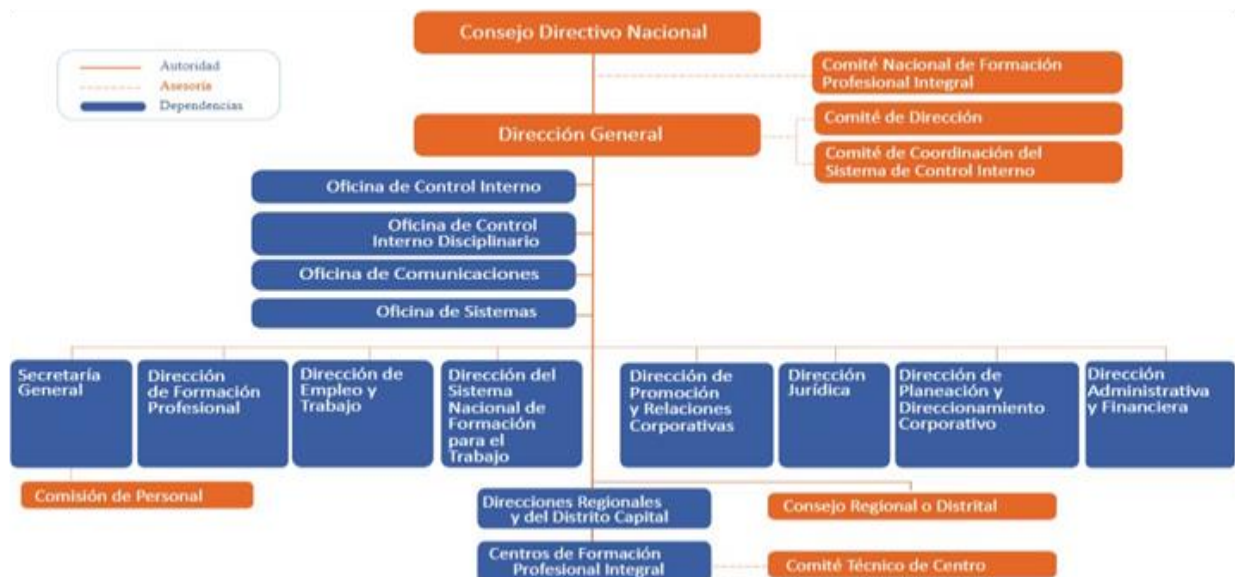 Consejo Directivo Nacional
Autoridad
Asesoría
Dependencias
Comité Nacional de Formación
Profesional Integral
Dirección General
Comité de Dirección
Comité de Coordinación del
Sistema de Control Interno
Oficina de Control Interno
Oficina de Control
Interno Disciplinario
Oficina de Comunicaciones
Oficina de Sistemas
Secretaría
General
Dirección
de Formación
Profesional
Dirección de
Empleo y
Trabajo
Dirección del
Sistema
Nacional de
Formación
para el
Trabajo
Dirección de
Promoción
y Relaciones
Corporativas
Dirección
Jurídica
Dirección de
Planeación y
Direccionamiento
Corporativo
Dirección
Administrativa
y Financiera
Comisión de Personal
Direcciones Regionales
y del Distrito Capital
Consejo Regional o Distrital
Centros de Formación
Profesional Integral
Comité Técnico de Centro